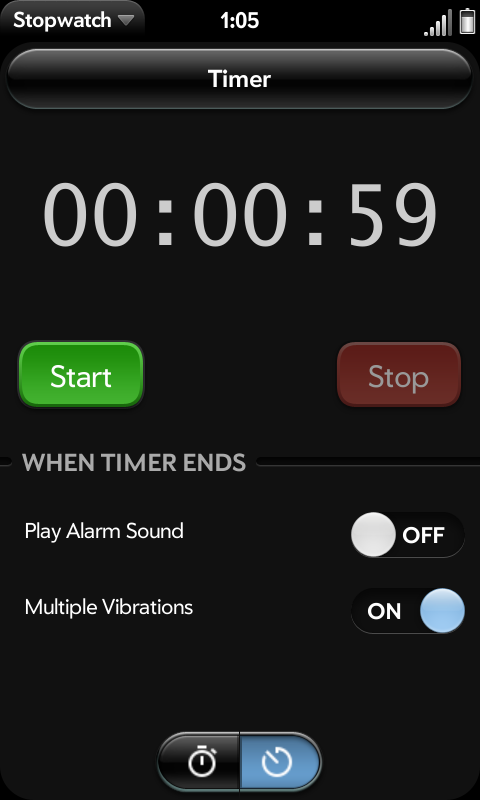 Stopwatch 1:05
Timer
00:00:59
Start Stop
WHEN TIMER ENDS
Play Alarm Sound OFF
Multiple Vibrations ON